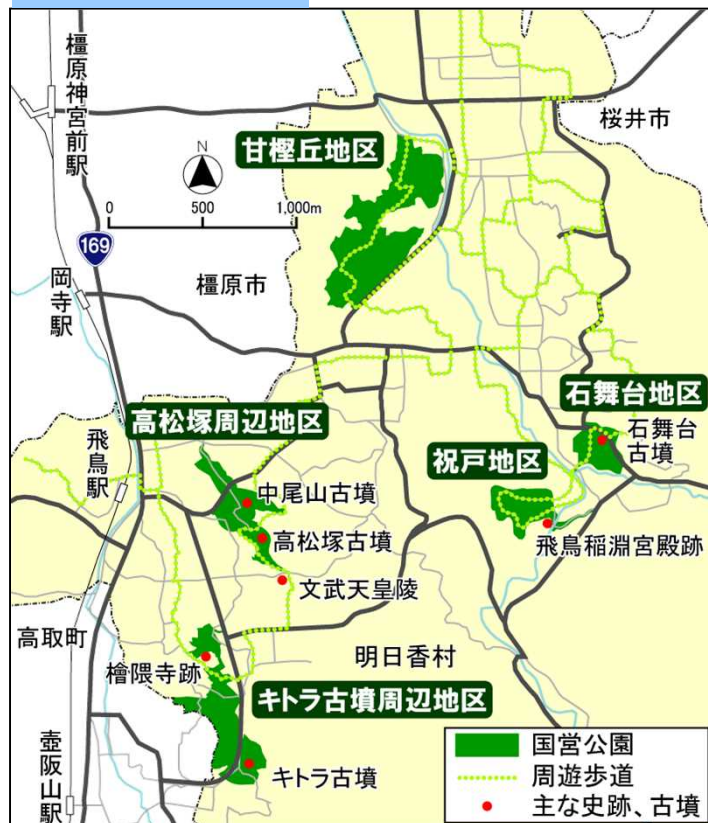 橿原神宮前駅
桜井市
甘樫丘地区
N
0 500 1,000m
169
岡寺駅
橿原市
石舞台地区
高松塚周辺地区
石舞台
古墳
祝戸地区
飛鳥駅
中尾山古墳
高松塚古墳
飛鳥稲淵宮殿跡
文武天皇陵
高取町
明日香村
檜隈寺跡
キトラ古墳周辺地区
壺阪山駅
キトラ古墳
国営公園
周遊歩道
主な史跡、古墳